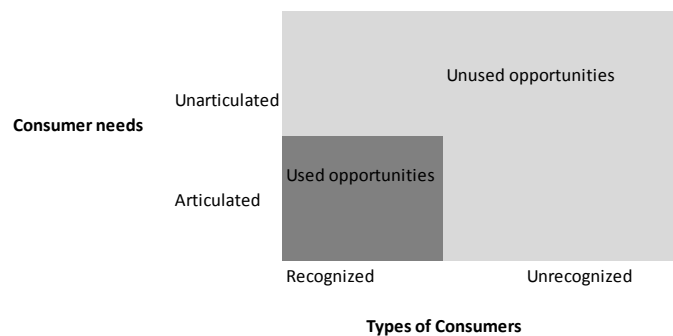 Unused opportunities
Unarticulated
Consumer needs
Used opportunities
Articulated
Recognized
Unrecognized
Types of Consumers